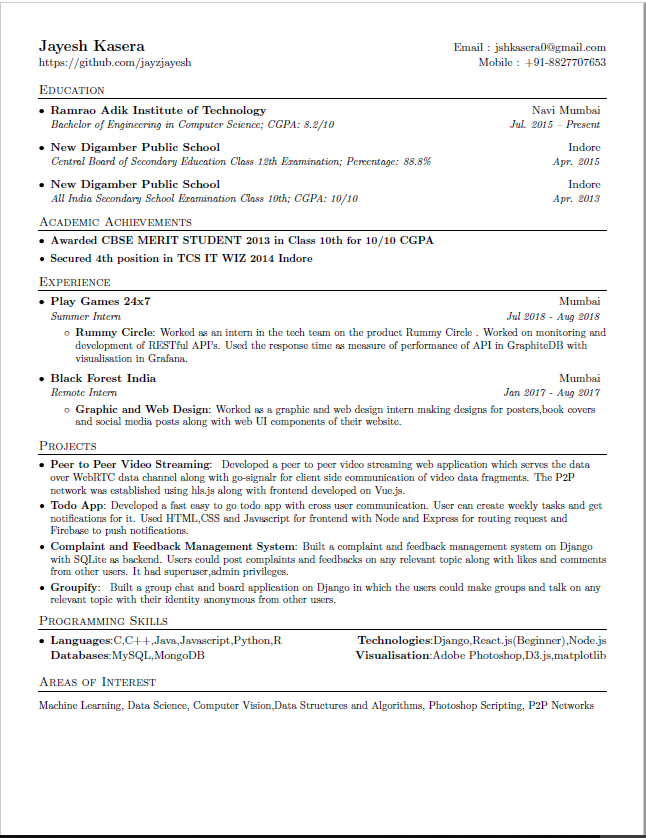 Jayesh Kasera Email : jshkasera0@gmail.com
https://github.com/jayzjayesh Mobile : +91-8827707653
Education
• Ramrao Adik Institute of Technology Navi Mumbai
Bachelor of Engineering in Computer Science; CGPA: 8.2/10 Jul. 2015 – Present
• New Digamber Public School Indore
Central Board of Secondary Education Class 12th Examination; Percentage: 88.8% Apr. 2015
• New Digamber Public School Indore
All India Secondary School Examination Class 10th; CGPA: 10/10 Apr. 2013
Academic Achievements
• Awarded CBSE MERIT STUDENT 2013 in Class 10th for 10/10 CGPA
• Secured 4th position in TCS IT WIZ 2014 Indore
Experience
• Play Games 24x7 Mumbai
Summer Intern Jul 2018 - Aug 2018
◦ Rummy Circle: Worked as an intern in the tech team on the product Rummy Circle . Worked on monitoring and
development of RESTful API's. Used the response time as measure of performance of API in GraphiteDB with
visualisation in Grafana.
• Black Forest India Mumbai
Remote Intern Jan 2017 - Aug 2017
◦ Graphic and Web Design: Worked as a graphic and web design intern making designs for posters,book covers
and social media posts along with web UI components of their website.
Projects
• Peer to Peer Video Streaming: Developed a peer to peer video streaming web application which serves the data
over WebRTC data channel along with go-signalr for client side communication of video data fragments. The P2P
network was established using hls.js along with frontend developed on Vue.js.
• Todo App: Developed a fast easy to go todo app with cross user communication. User can create weekly tasks and get
notifications for it. Used HTML,CSS and Javascript for frontend with Node and Express for routing request and
Firebase to push notifications.
• Complaint and Feedback Management System: Built a complaint and feedback management system on Django
with SQLite as backend. Users could post complaints and feedbacks on any relevant topic along with likes and comments
from other users. It had superuser,admin privileges.
• Groupify: Built a group chat and board application on Django in which the users could make groups and talk on any
relevant topic with their identity anonymous from other users.
Programming Skills
• Languages:C,C++,Java,Javascript,Python,R Technologies:Django,React.js(Beginner),Node.js
Databases:MySQL,MongoDB Visualisation:Adobe Photoshop,D3.js,matplotlib
Areas of Interest
Machine Learning, Data Science, Computer Vision,Data Structures and Algorithms, Photoshop Scripting, P2P Networks